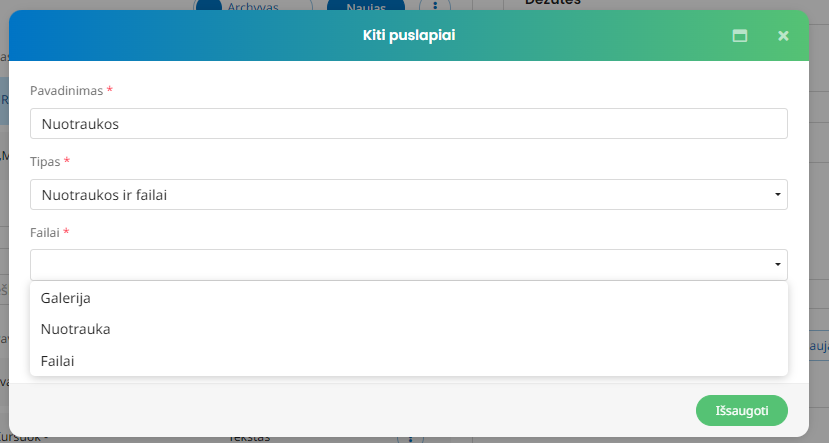 Archyvas
Naujas
Dėžutės
Kiti puslapiai
Pavadinimas *
Nuotraukos
Tipas *
Nuotraukos ir failai
Failai *
Galerija
Nuotrauka
Failai
Išsaugoti
Tekstas